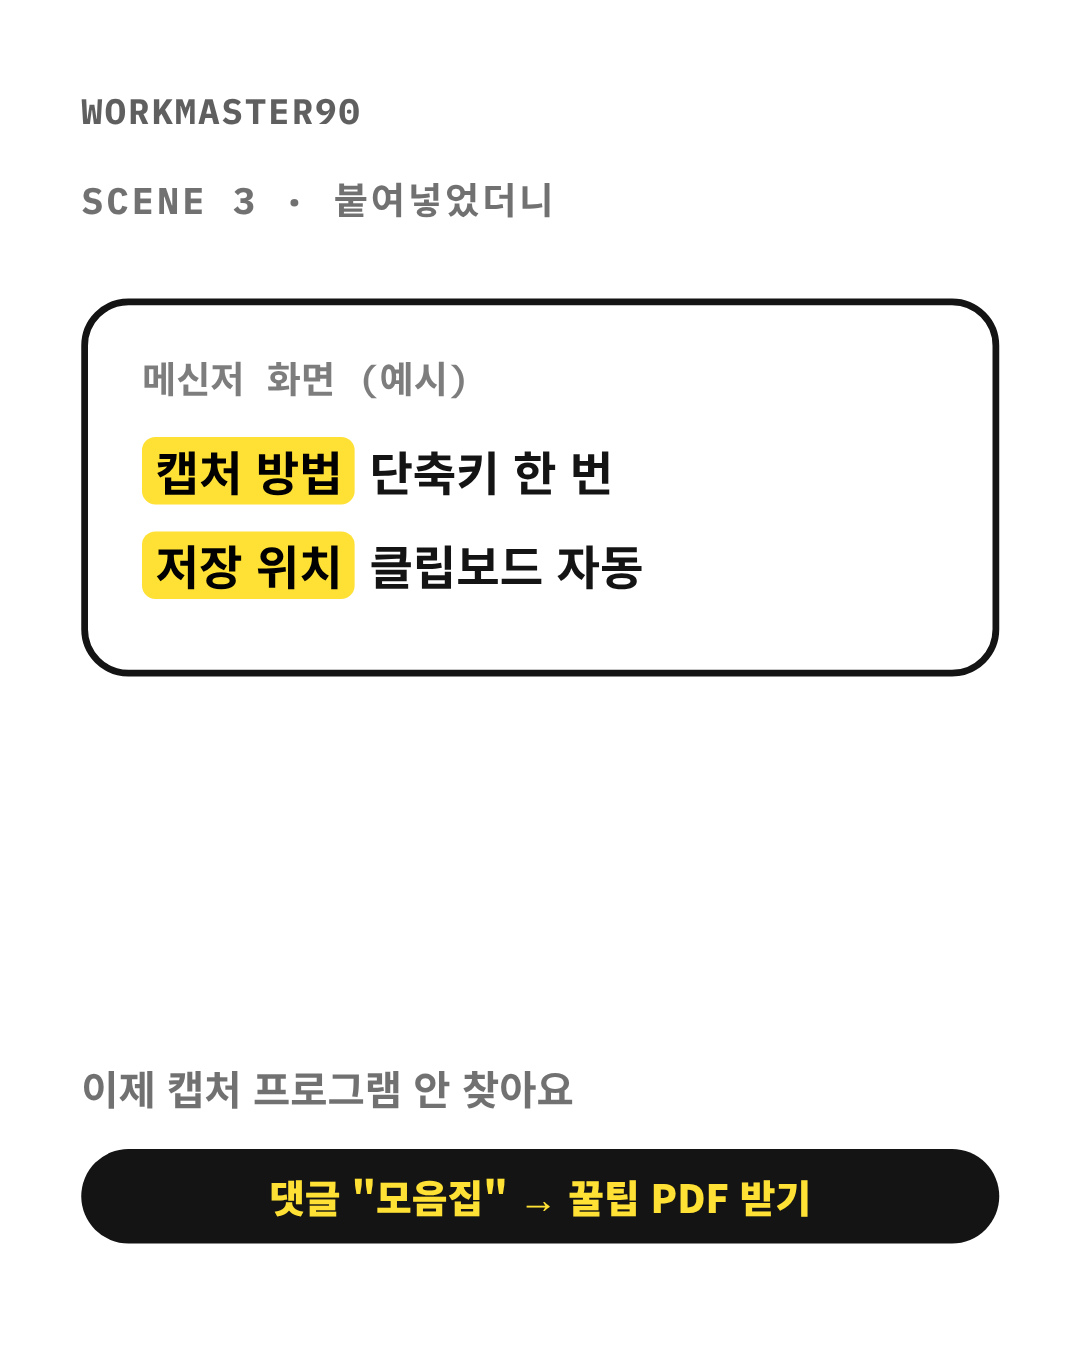 WORKMASTER90
SCENE 3 · 붙여넣었더니
메신저 화면 (예시)
캡처 방법 단축키 한 번
저장 위치 클립보드 자동
이제 캡처 프로그램 안 찾아요
댓글 "모음집" → 꿀팁 PDF 받기